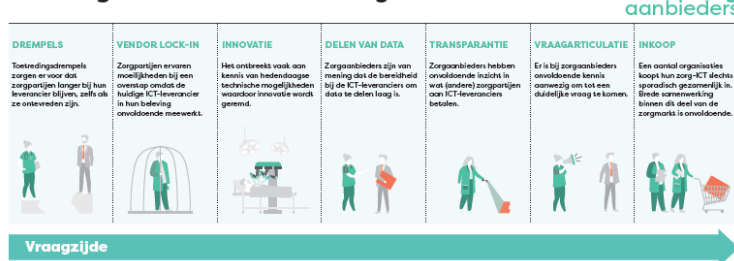 aanbieders
DREMPELS
Toetredingsdrempels
zorgen er voor dat
zorgpartijen langer bij hun
leverancier blijven, zelfs als
ze ontevreden zijn.
VENDOR LOCK-IN
Zorgpartijen ervaren
moeilijkheden bij een
overstap omdat de
huidige ICT-leverancier
in hun beleving
onvoldoende meewerkt.
INNOVATIE
Het ontbreekt vaak aan
kennis van hedendaagse
technische mogelijkheden
waardoor innovatie wordt
geremd.
DELEN VAN DATA
Zorgaanbieders zijn van
mening dat de bereidheid
bij de ICT-leveranciers om
data te delen laag is.
TRANSPARANTIE
Zorgaanbieders hebben
onvoldoende inzicht in
wat (andere) zorgpartijen
aan ICT-leveranciers
betalen.
VRAAGARTICULATIE
Er is bij zorgaanbieders
onvoldoende kennis
aanwezig om tot een
duidelijke vraag te komen.
INKOOP
Een aantal organisaties
koopt hun zorg-ICT slechts
sporadisch gezamenlijk in.
Brede samenwerking
binnen dit deel van de
zorgmarkt is onvoldoende.
Vraagzijde